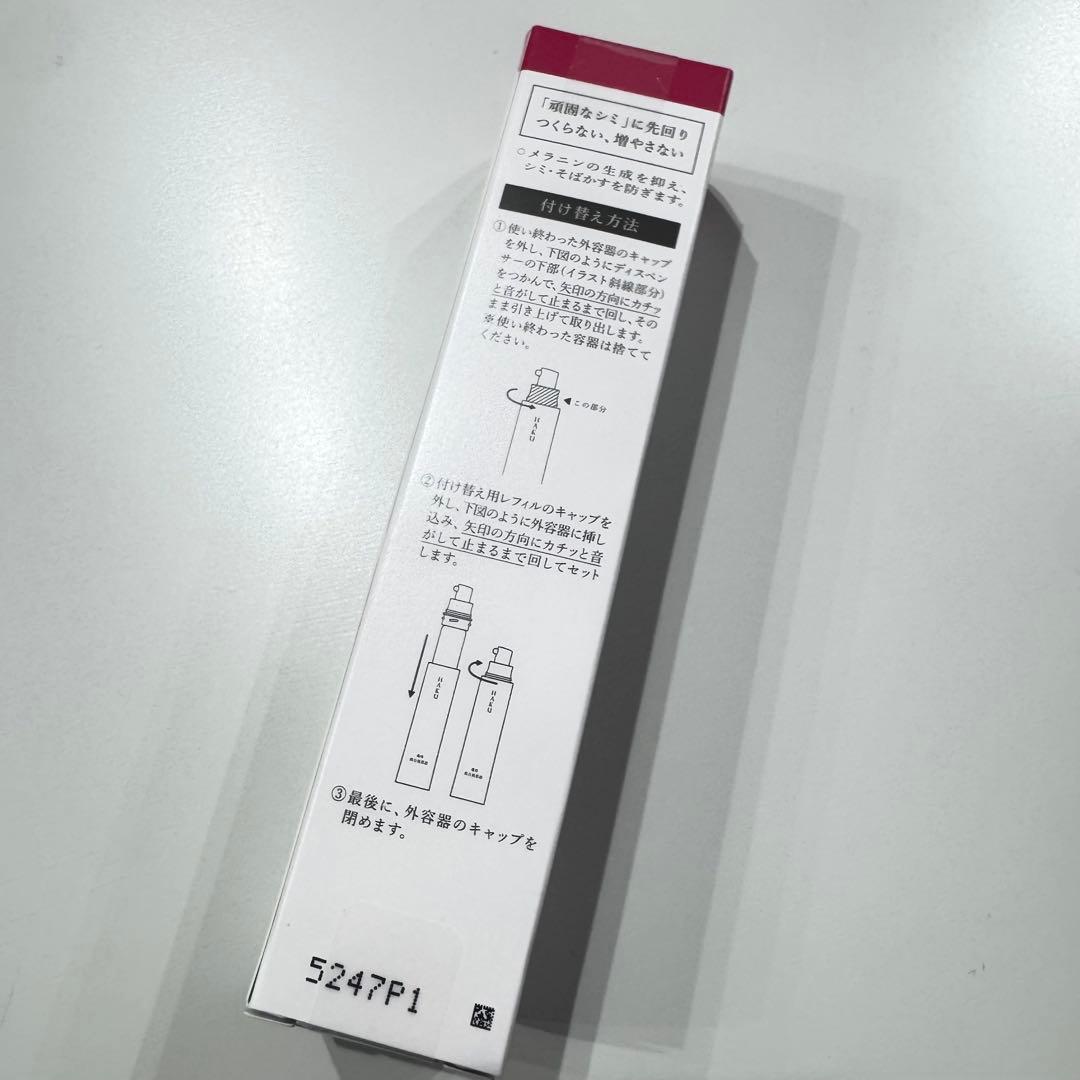 「頑固なシミ」に先回り
つくらない、増やさない
○メラニンの生成を抑え、
シミ・そばかすを防ぎます。
付け替え方法
①使い終わった外容器のキャップ
を外し、下図のようにディスペン
サーの下部(イラスト斜線部分)
をつかんで、矢印の方向にカチッ
と音がして止まるまで回し、その
まま引き上げて取り出します。
※使い終わった容器は捨てて
ください。
この部分
HAKU
②付け替え用レフィルのキャップを
外し、下図のように外容器に挿し
込み、矢印の方向にカチッと音
がして止まるまで回してセット
します。
HAKU
HAKU
③最後に、外容器のキャップを
閉めます。
5247P1